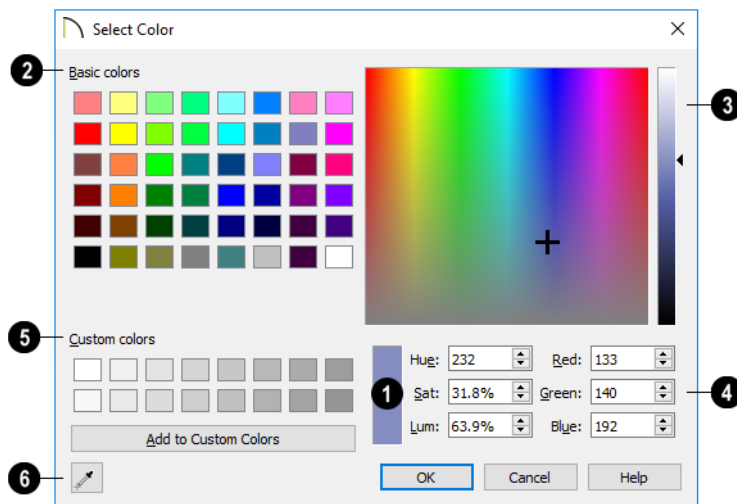 Select Color
2
Basic colors
3
5
Custom colors
1
Hue: 232
Red: 133
Sat: 31.8%
Green: 140
4
Lum: 63.9%
Blue: 192
Add to Custom Colors
6
OK
Cancel
Help